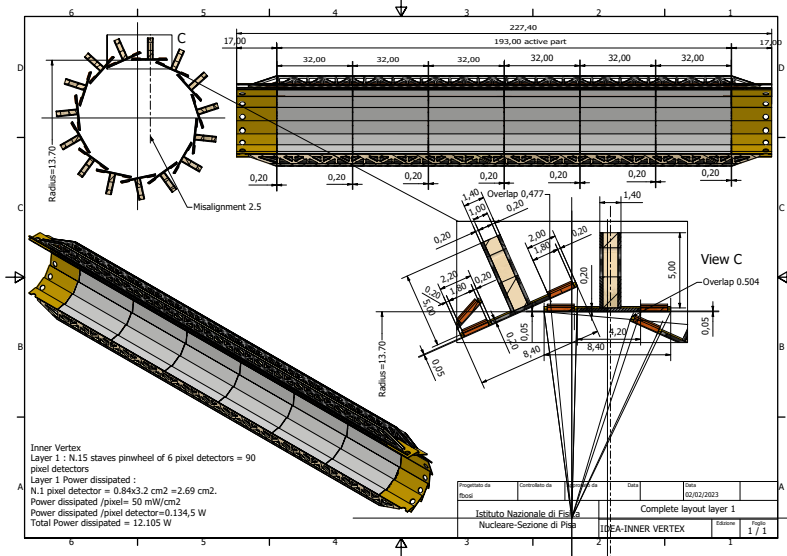 6 5 4 3 2 1
D
C
B
A
D
C
B
A
6 5 4 3 2 1
C
Radius=13.70
Misalignment 2.5
227,40
17,00
193,00 active part
17,00
32,00 32,00 32,00 32,00 32,00 32,00
0,20 0,20 0,20 0,20 0,20 0,20
1,40
Overlap 0,477
1,00
0,20
0,20
2,00
0,20
1,80
1,40
View C
5,00
0,20
Overlap 0.504
2,20
0,20
1,80
0,20
5,00
0,20
0,05
0,05
0,05
4,20
8,40
8,40
Radius=13.70
Inner Vertex
Layer 1 : N.15 staves pinwheel of 6 pixel detectors = 90
pixel detectors
Layer 1 Power dissipated :
N.1 pixel detector = 0.84x3.2 cm2 =2.69 cm2.
Power dissipated /pixel= 50 mW/cm2
Power dissipated /pixel detector=0.134,5 W
Total Power dissipated = 12.105 W
Progettato da
fbosi
Controllato da
Data
Data
02/02/2023
Istituto Nazionale di Fisica
Nucleare-Sezione di Pisa
Complete layout layer 1
IDEA-INNER VERTEX
Edizione
Foglio
1 / 1